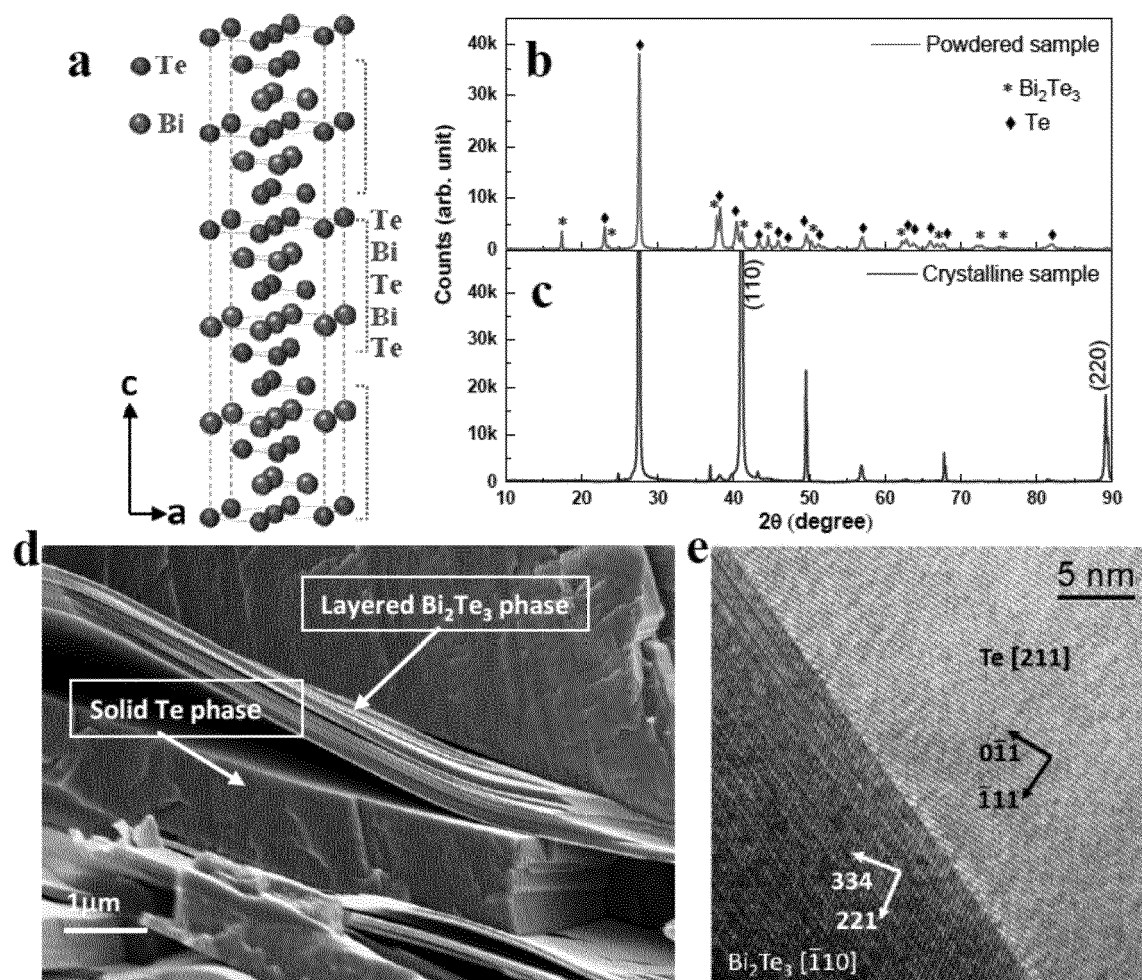 a
Te
Bi
Te
Bi
Te
Bi
Te
c
a
b
Powdered sample
* Bi₂Te₃
♦ Te
40k
30k
20k
10k
0
Counts (arb. unit)
c
Crystalline sample
(110)
(220)
40k
30k
20k
10k
0
10 20 30 40 50 60 70 80 90
2θ (degree)
d
Layered Bi₂Te₃ phase
Solid Te phase
1µm
e
5 nm
Te [211]
01̅1
1̅11
334
221
Bi₂Te₃ [1̅10]